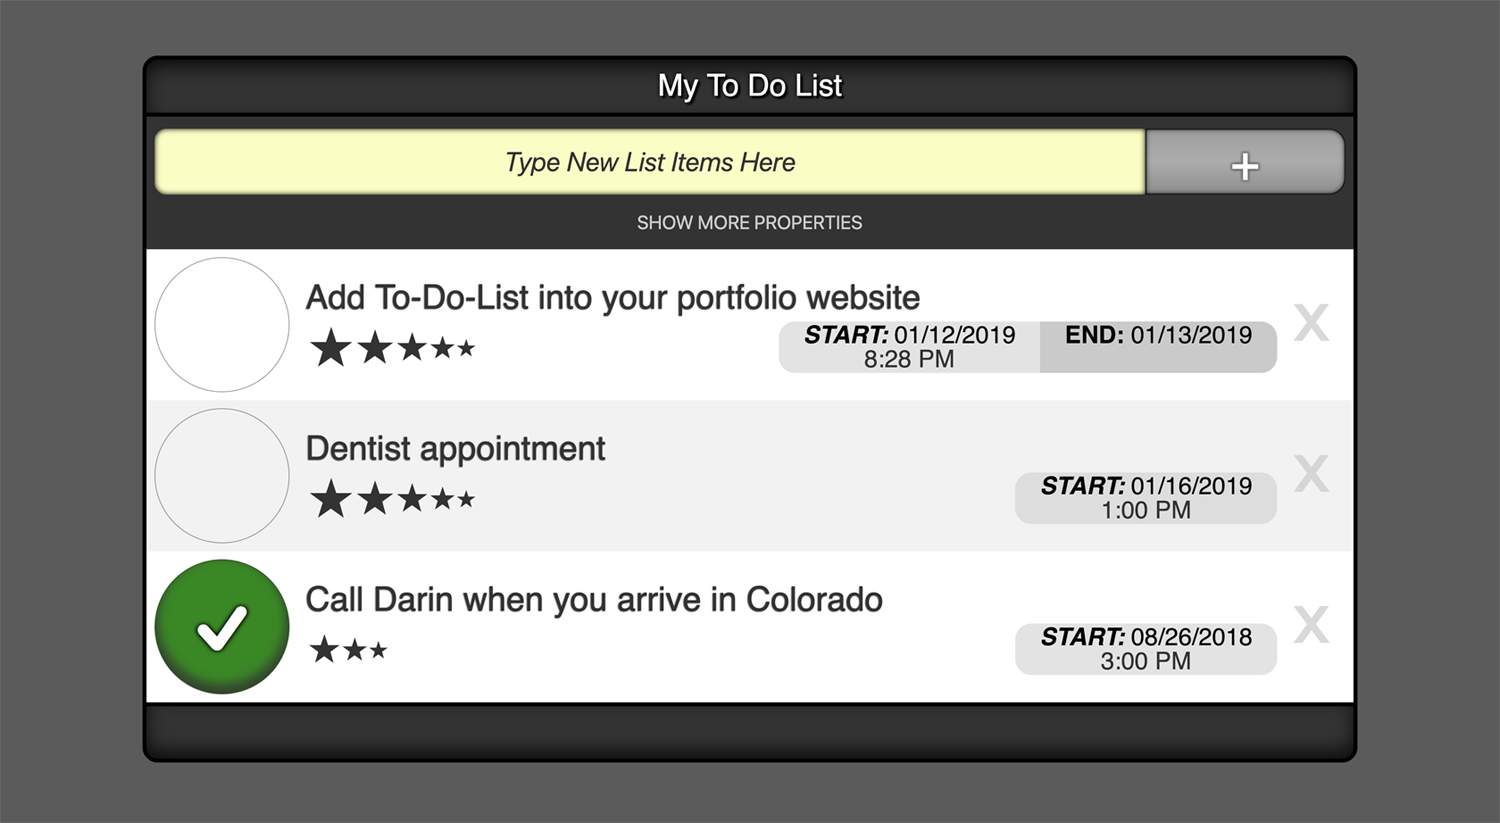 My To Do List
Type New List Items Here
+
SHOW MORE PROPERTIES
Add To-Do-List into your portfolio website
★★★★★
START: 01/12/2019
8:28 PM
END: 01/13/2019
X
Dentist appointment
★★★★★
START: 01/16/2019
1:00 PM
X
Call Darin when you arrive in Colorado
★★★
START: 08/26/2018
3:00 PM
X